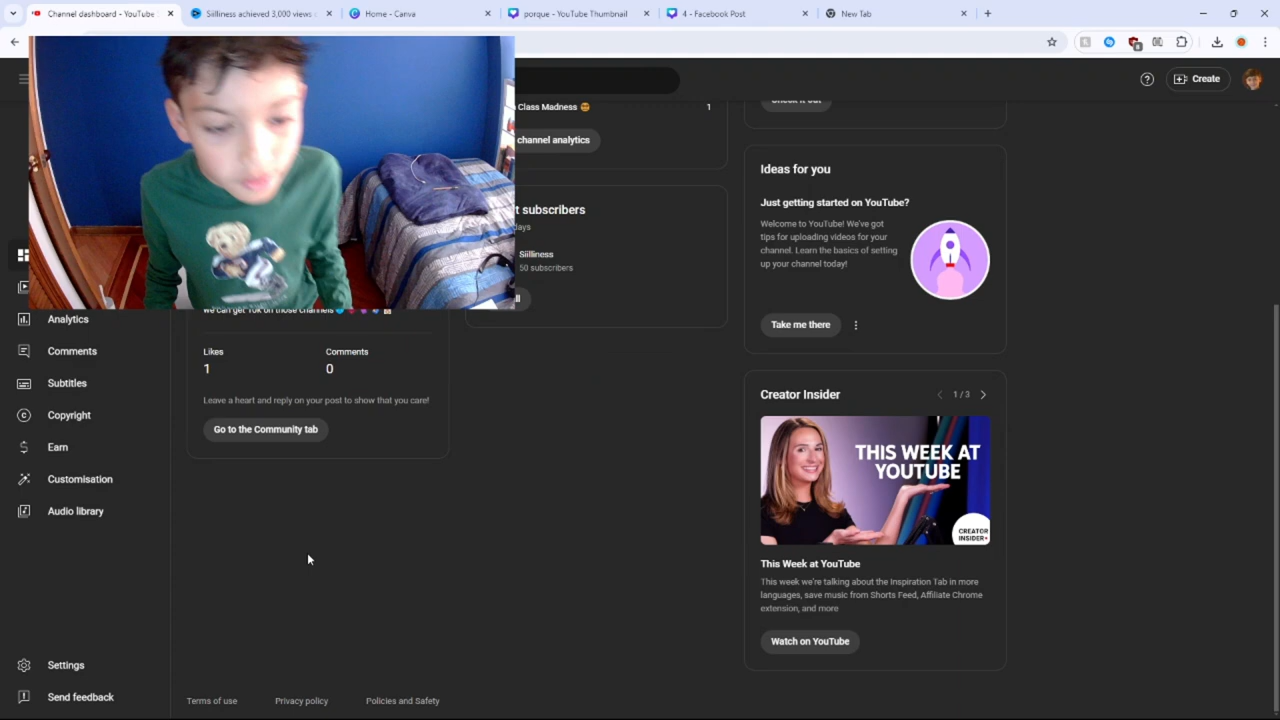 Channel dashboard - YouTube
Siilliness achieved 3,000 views
Home - Canva
porque - YouTube Thumbnail
4 - Facebook Post
New Tab
Create
Class Madness 😎
1
channel analytics
Check it out
Ideas for you
Just getting started on YouTube?
Welcome to YouTube! We've got
tips for uploading videos for your
channel. Learn the basics of setting
up your channel today!
Take me there
t subscribers
days
Siilliness
50 subscribers
ll
we can get 10k on those channels
Likes
Comments
1
0
Leave a heart and reply on your post to show that you care!
Go to the Community tab
Analytics
Comments
Subtitles
Copyright
Earn
Customisation
Audio library
Settings
Send feedback
Creator Insider
1 / 3
THIS WEEK AT
YOUTUBE
CREATOR
INSIDER
This Week at YouTube
This week we're talking about the Inspiration Tab in more
languages, save music from Shorts Feed, Affiliate Chrome
extension, and more
Watch on YouTube
Terms of use
Privacy policy
Policies and Safety